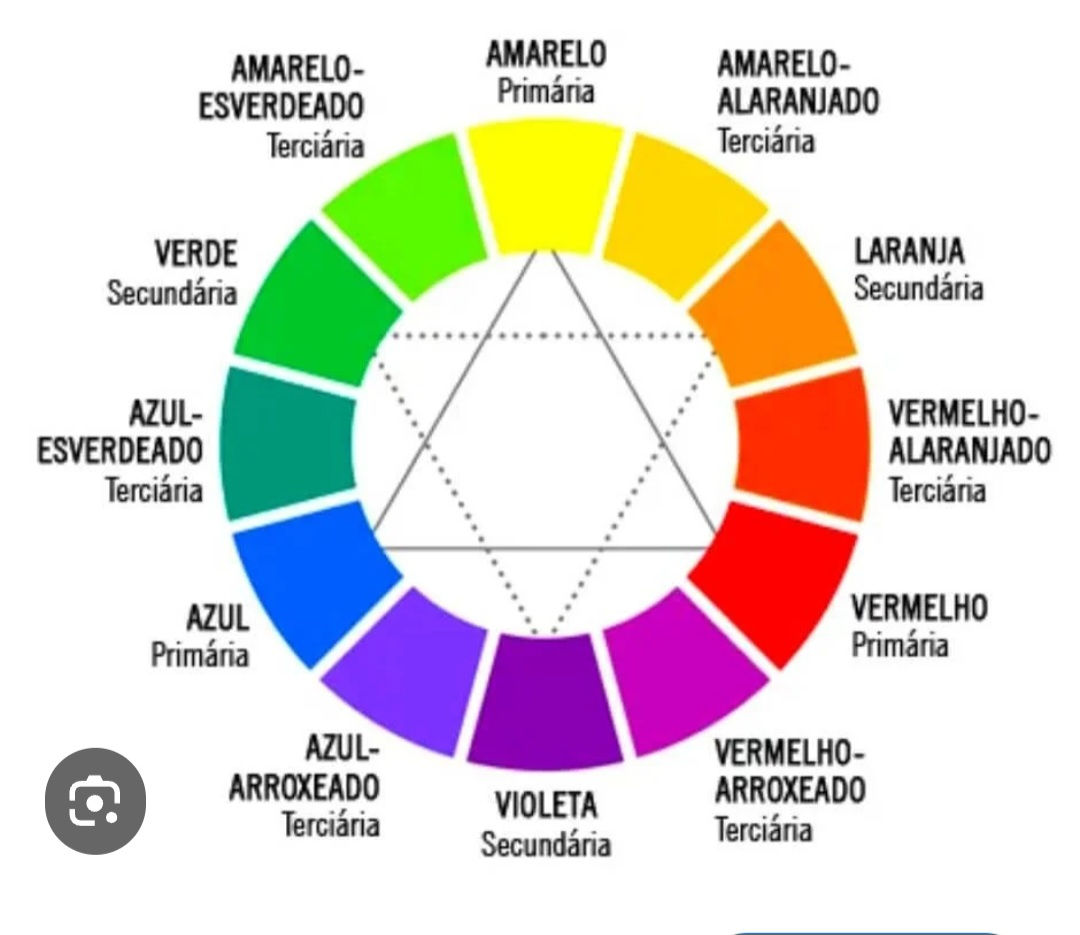 AMARELO
Primária
AMARELO-
ALARANJADO
Terciária
LARANJA
Secundária
VERMELHO-
ALARANJADO
Terciária
VERMELHO
Primária
VERMELHO-
ARROXEADO
Terciária
VIOLETA
Secundária
AZUL-
ARROXEADO
Terciária
AZUL
Primária
AZUL-
ESVERDEADO
Terciária
VERDE
Secundária
AMARELO-
ESVERDEADO
Terciária